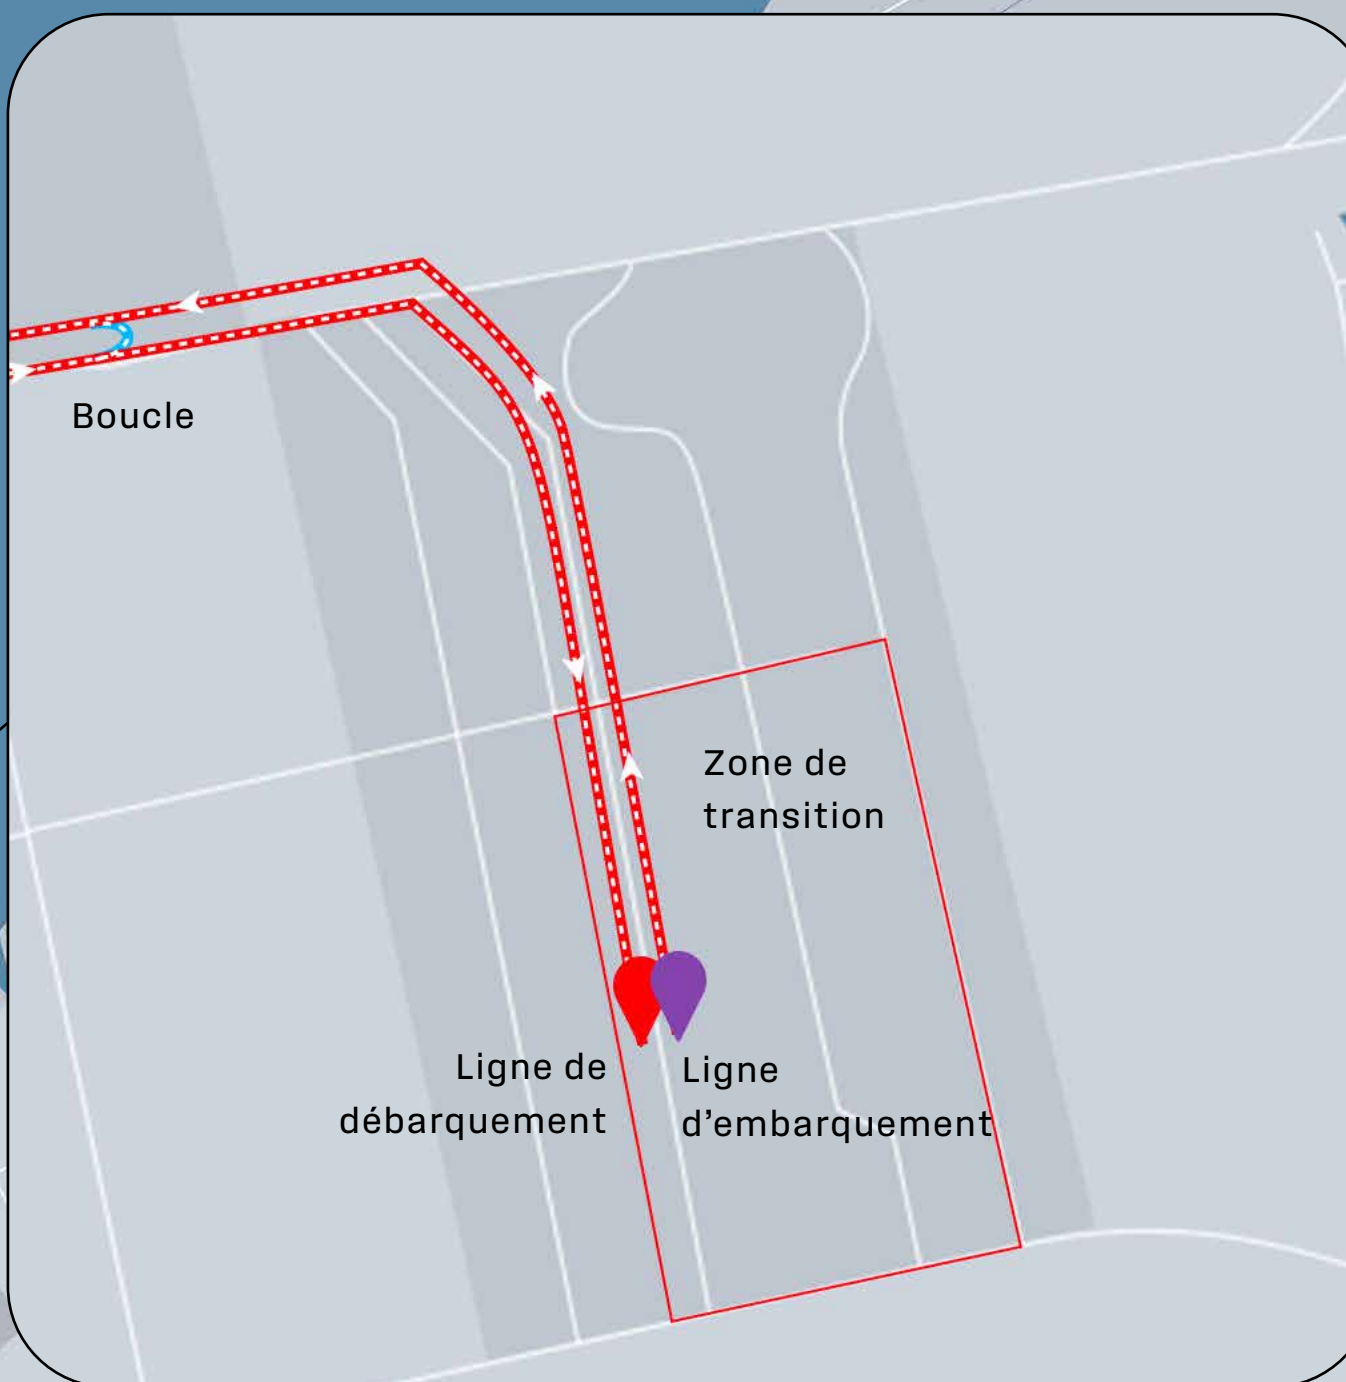 Boucle
Zone de
transition
Ligne de
débarquement
Ligne
d’embarquement